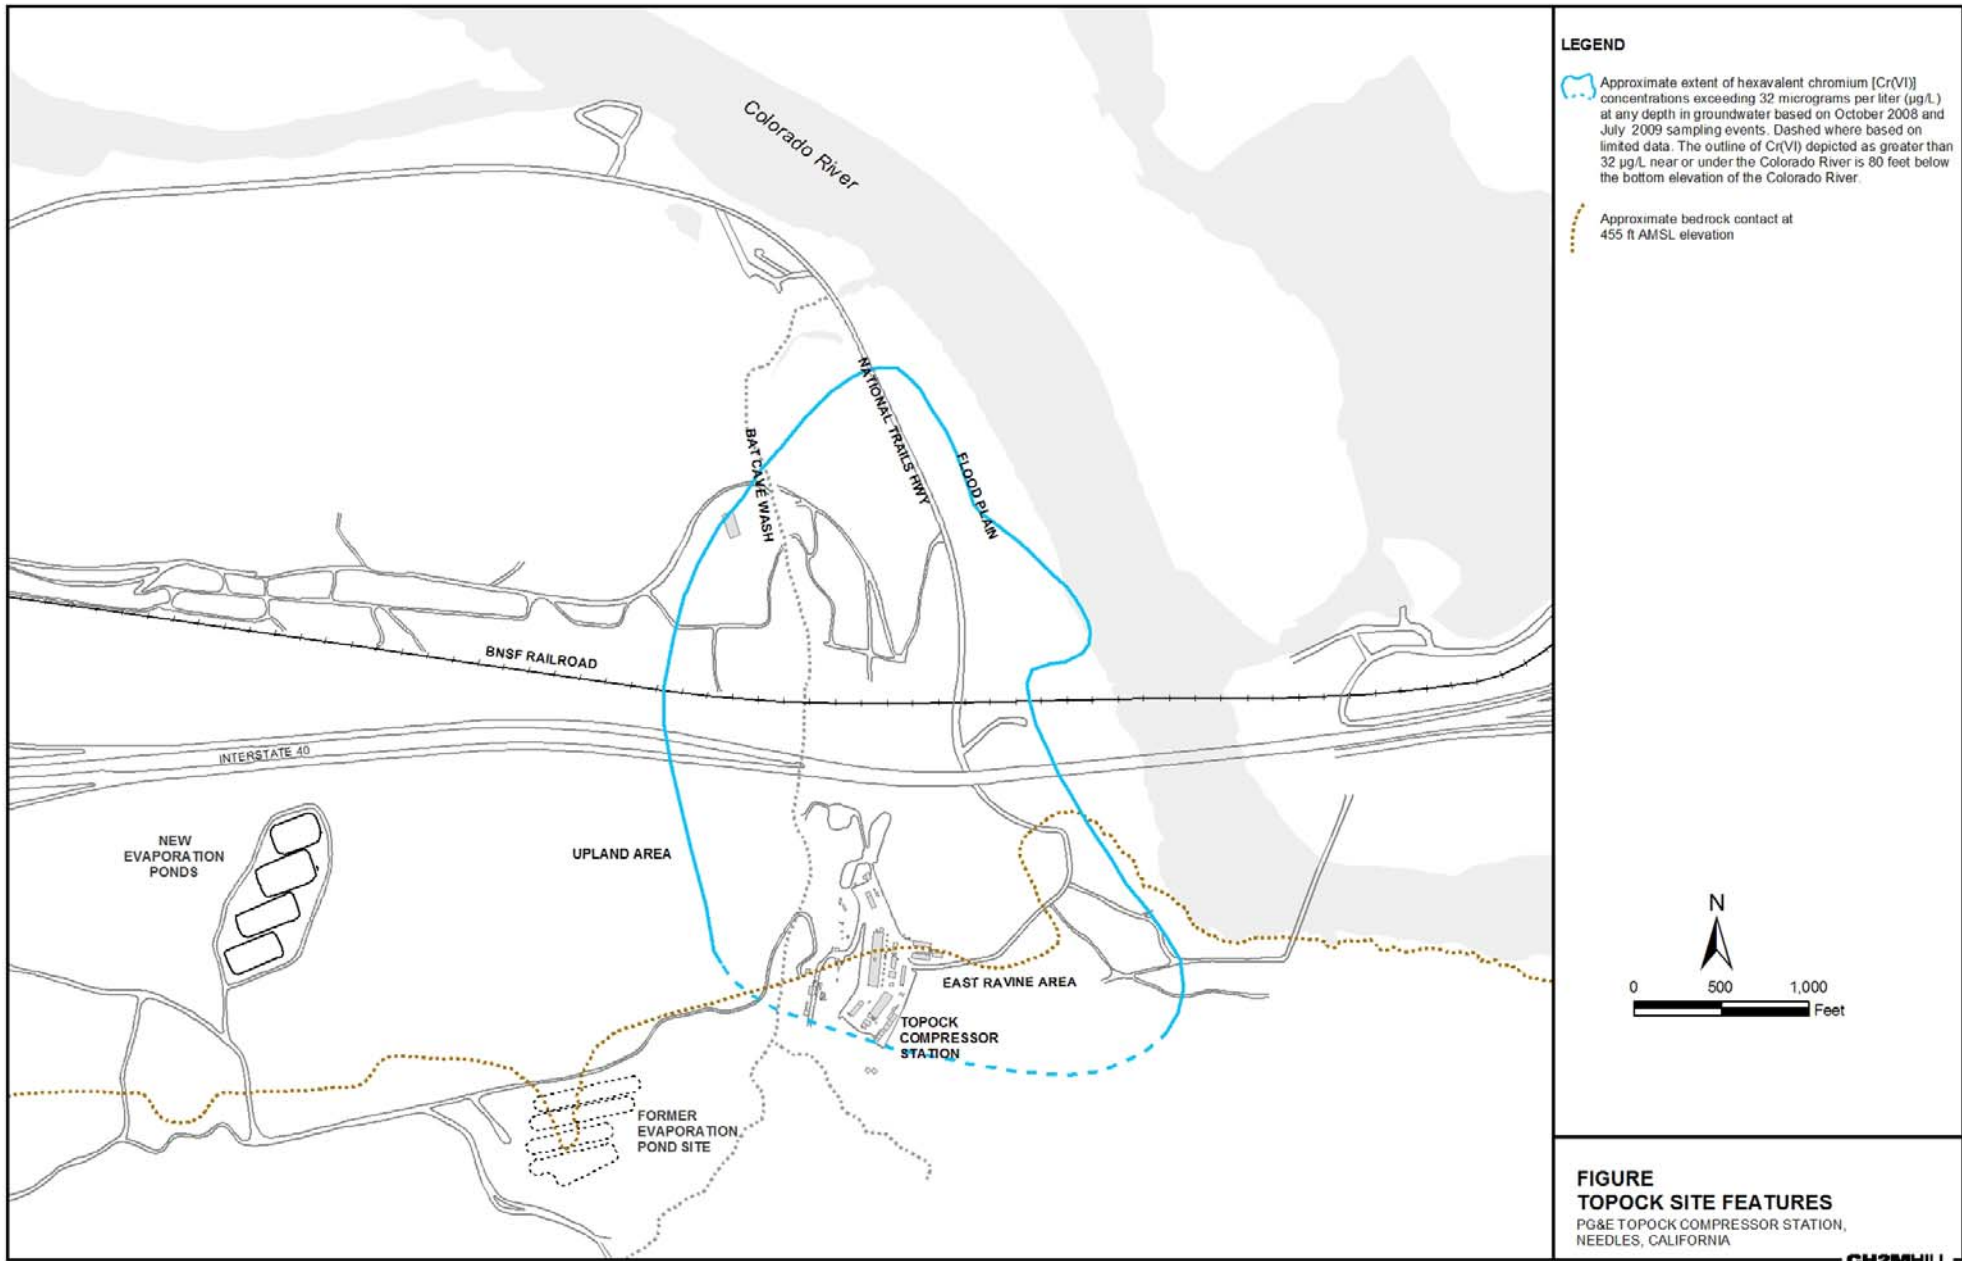 Colorado River
NATIONAL TRAILS HWY
BAT CAVE WASH
FLOOD PLAIN
BNSF RAILROAD
INTERSTATE 40
NEW
EVAPORATION
PONDS
UPLAND AREA
EAST RAVINE AREA
TOPOCK
COMPRESSOR
STATION
FORMER
EVAPORATION
POND SITE
LEGEND
Approximate extent of hexavalent chromium [Cr(VI)]
concentrations exceeding 32 micrograms per liter (µg/L)
at any depth in groundwater based on October 2008 and
July 2009 sampling events. Dashed where based on
limited data. The outline of Cr(VI) depicted as greater than
32 µg/L near or under the Colorado River is 80 feet below
the bottom elevation of the Colorado River.
Approximate bedrock contact at
455 ft AMSL elevation
N
0 500 1,000
Feet
FIGURE
TOPOCK SITE FEATURES
PG&E TOPOCK COMPRESSOR STATION,
NEEDLES, CALIFORNIA
CH2MHILL